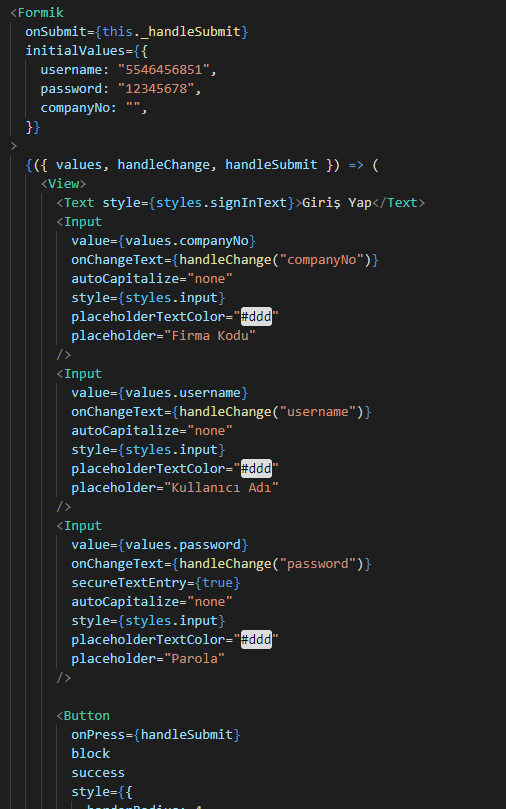 <Formik
onSubmit={this._handleSubmit}
initialValues={{
username: "5546456851",
password: "12345678",
companyNo: "",
}}
>
{({ values, handleChange, handleSubmit }) => (
<View>
<Text style={styles.signInText}>Giriş Yap</Text>
<Input
value={values.companyNo}
onChangeText={handleChange("companyNo")}
autoCapitalize="none"
style={styles.input}
placeholderTextColor="#ddd"
placeholder="Firma Kodu"
/>
<Input
value={values.username}
onChangeText={handleChange("username")}
autoCapitalize="none"
style={styles.input}
placeholderTextColor="#ddd"
placeholder="Kullanıcı Adı"
/>
<Input
value={values.password}
onChangeText={handleChange("password")}
secureTextEntry={true}
autoCapitalize="none"
style={styles.input}
placeholderTextColor="#ddd"
placeholder="Parola"
/>
<Button
onPress={handleSubmit}
block
success
style={{